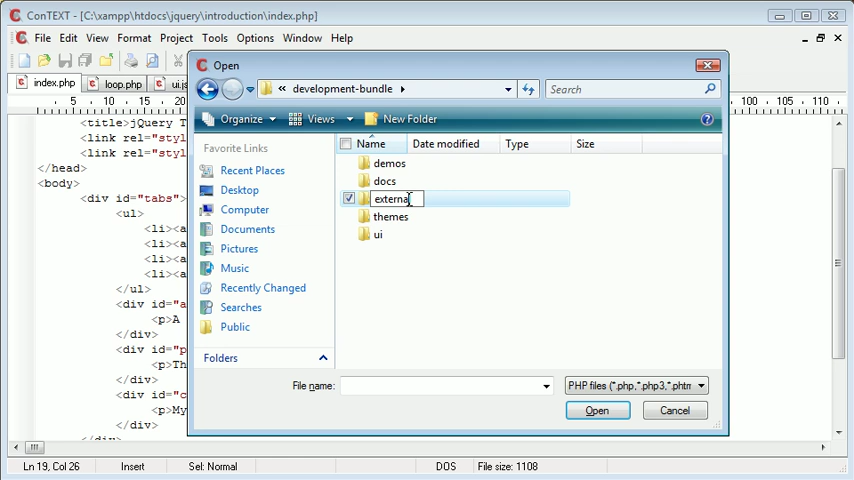 ConTEXT - [C:\xampp\htdocs\jquery\introduction\index.php]
File Edit View Format Project Tools Options Window Help
index.php loop.php ui.js
Open
« development-bundle
Search
Organize Views New Folder
5 10 15 20 100 105 110
Favorite Links
Recent Places
Desktop
Computer
Documents
Pictures
Music
Recently Changed
Searches
Public
Folders
Name Date modified Type Size
demos
docs
externa
themes
ui
File name:
PHP files (*.php,*.php3,*.phtm
Open Cancel
<title>jQuery T
<link rel="styl
<link rel="styl
</head>
<body>
<div id="tabs">
<ul>
<li><a
<li><a
<li><a
<li><a
</ul>
<div id="a
<p>A
</div>
<div id="p
<p>Th
</div>
<div id="c
<p>My
</div>
Ln 19, Col 26 Insert Sel: Normal DOS File size: 1108